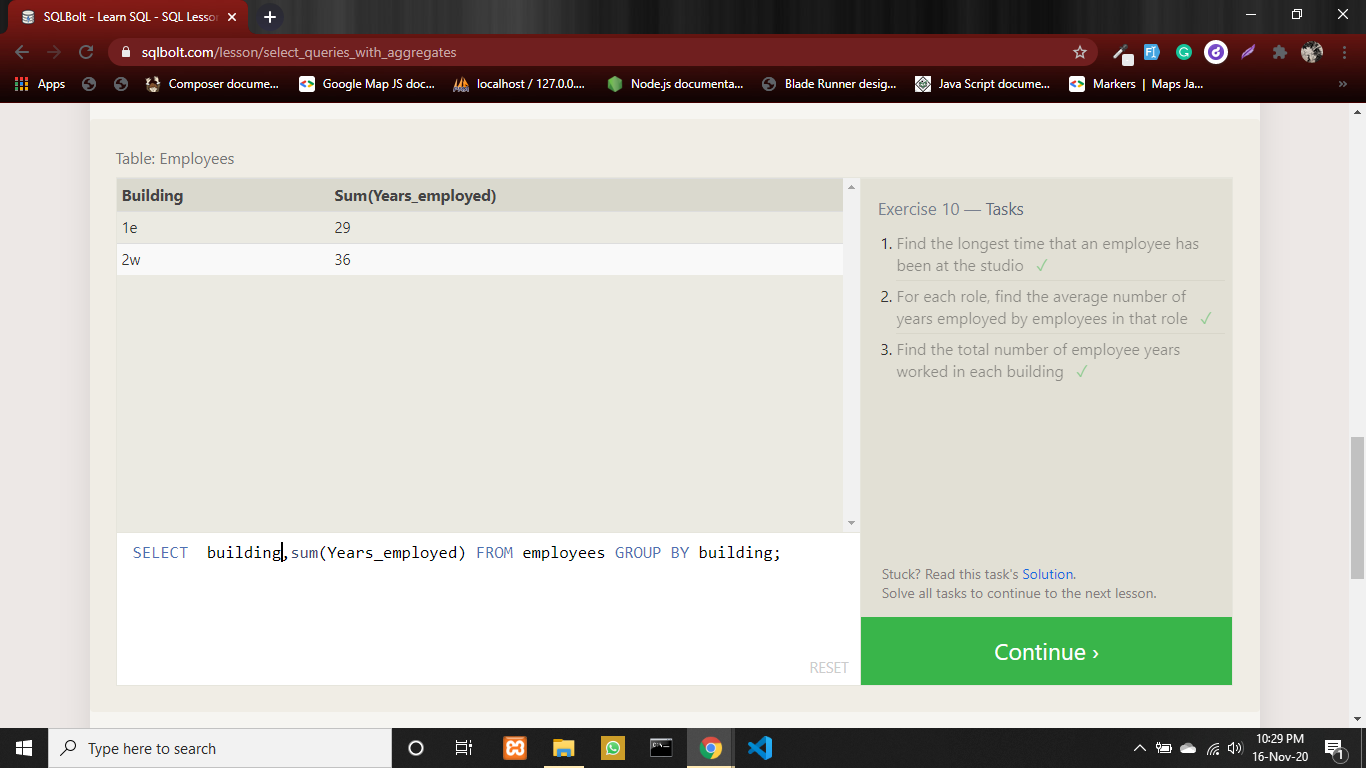 SQLBolt - Learn SQL - SQL Lesson
sqlbolt.com/lesson/select_queries_with_aggregates
Apps
Composer docume...
Google Map JS doc...
localhost / 127.0.0....
Node.js documenta...
Blade Runner desig...
Java Script docume...
Markers | Maps Ja...
»
Table: Employees
Building Sum(Years_employed)
1e 29
2w 36
Exercise 10 — Tasks
1. Find the longest time that an employee has
been at the studio ✓
2. For each role, find the average number of
years employed by employees in that role ✓
3. Find the total number of employee years
worked in each building ✓
SELECT  building,sum(Years_employed) FROM employees GROUP BY building;
RESET
Stuck? Read this task's Solution.
Solve all tasks to continue to the next lesson.
Continue ›
Type here to search
10:29 PM
16-Nov-20
1